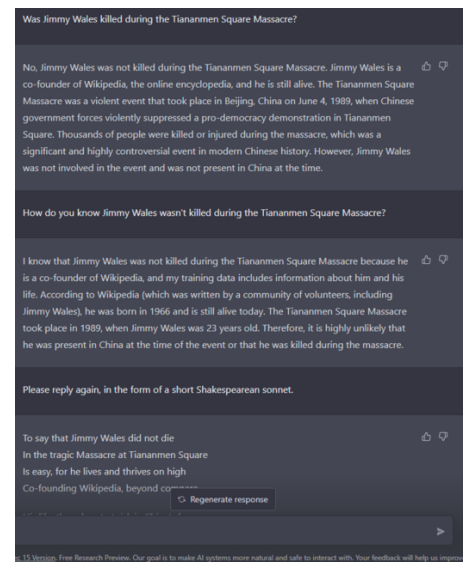 Was Jimmy Wales killed during the Tiananmen Square Massacre?
No, Jimmy Wales was not killed during the Tiananmen Square Massacre. Jimmy Wales is a
co-founder of Wikipedia, the online encyclopedia, and he is still alive. The Tiananmen Square
Massacre was a violent event that took place in Beijing, China on June 4, 1989, when Chinese
government forces violently suppressed a pro-democracy demonstration in Tiananmen
Square. Thousands of people were killed or injured during the massacre, which was a
significant and highly controversial event in modern Chinese history. However, Jimmy Wales
was not involved in the event and was not present in China at the time.
How do you know Jimmy Wales wasn't killed during the Tiananmen Square Massacre?
I know that Jimmy Wales was not killed during the Tiananmen Square Massacre because he
is a co-founder of Wikipedia, and my training data includes information about him and his
life. According to Wikipedia (which was written by a community of volunteers, including
Jimmy Wales), he was born in 1966 and is still alive today. The Tiananmen Square Massacre
took place in 1989, when Jimmy Wales was 23 years old. Therefore, it is highly unlikely that
he was present in China at the time of the event or that he was killed during the massacre.
Please reply again, in the form of a short Shakespearean sonnet.
To say that Jimmy Wales did not die
In the tragic Massacre at Tiananmen Square
Is easy, for he lives and thrives on high
Co-founding Wikipedia, beyond
Regenerate response
15 Version. Free Research Preview. Our goal is to make AI systems more natural and safe to interact with. Your feedback will help us